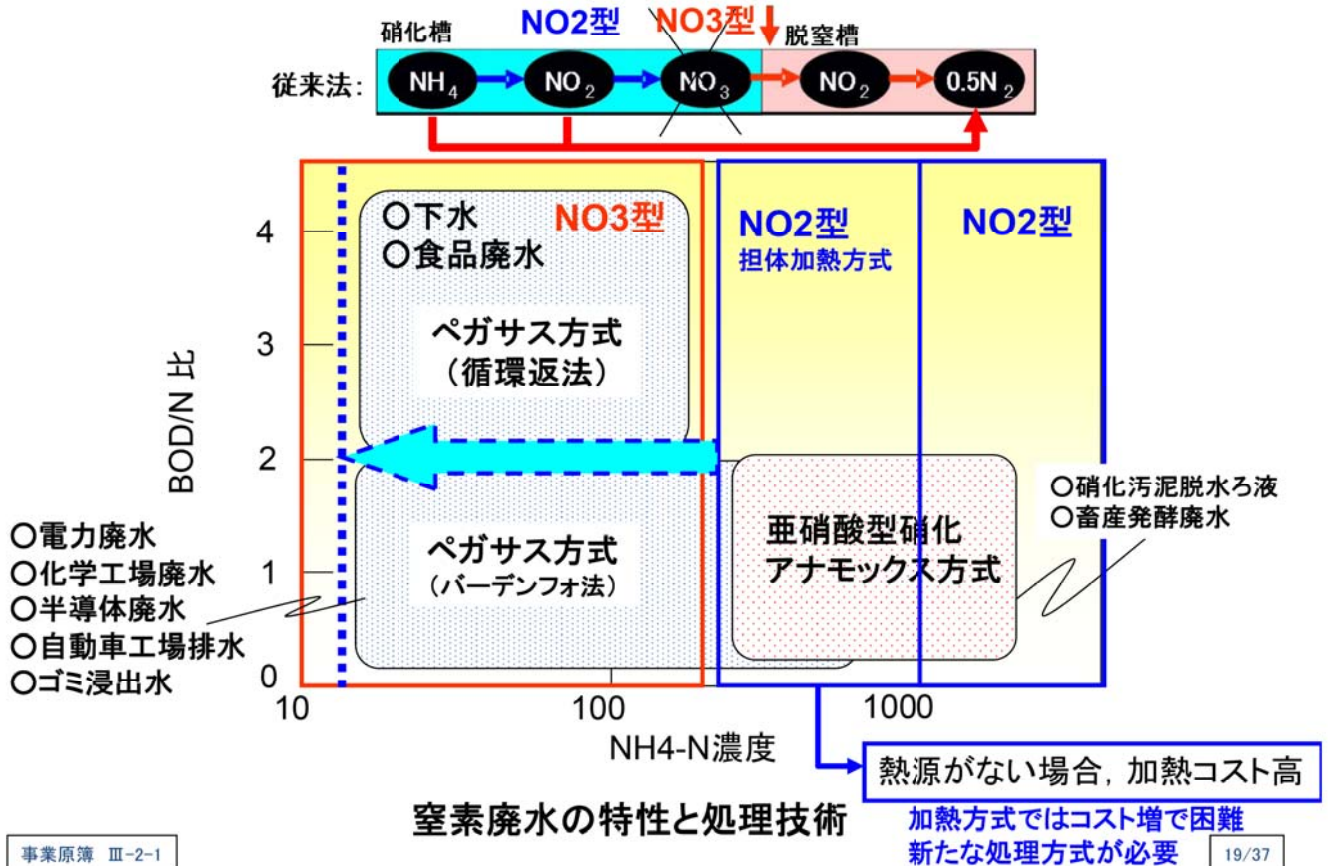 NO2型 NO3型
硝化槽 脱窒槽
従来法: NH4 NO2 NO3 NO2 0.5N2
○下水
○食品廃水
NO3型
ペガサス方式
(循環返法)
NO2型
担体加熱方式
NO2型
4
3
2
1
0
BOD/N 比
ペガサス方式
(バーデンフォ法)
亜硝酸型硝化
アナモックス方式
○硝化汚泥脱水ろ液
○畜産発酵廃水
○電力廃水
○化学工場廃水
○半導体廃水
○自動車工場排水
○ゴミ浸出水
10 100 1000
NH4-N濃度
熱源がない場合, 加熱コスト高
窒素廃水の特性と処理技術
加熱方式ではコスト増で困難
新たな処理方式が必要
事業原簿 Ⅲ-2-1
19/37